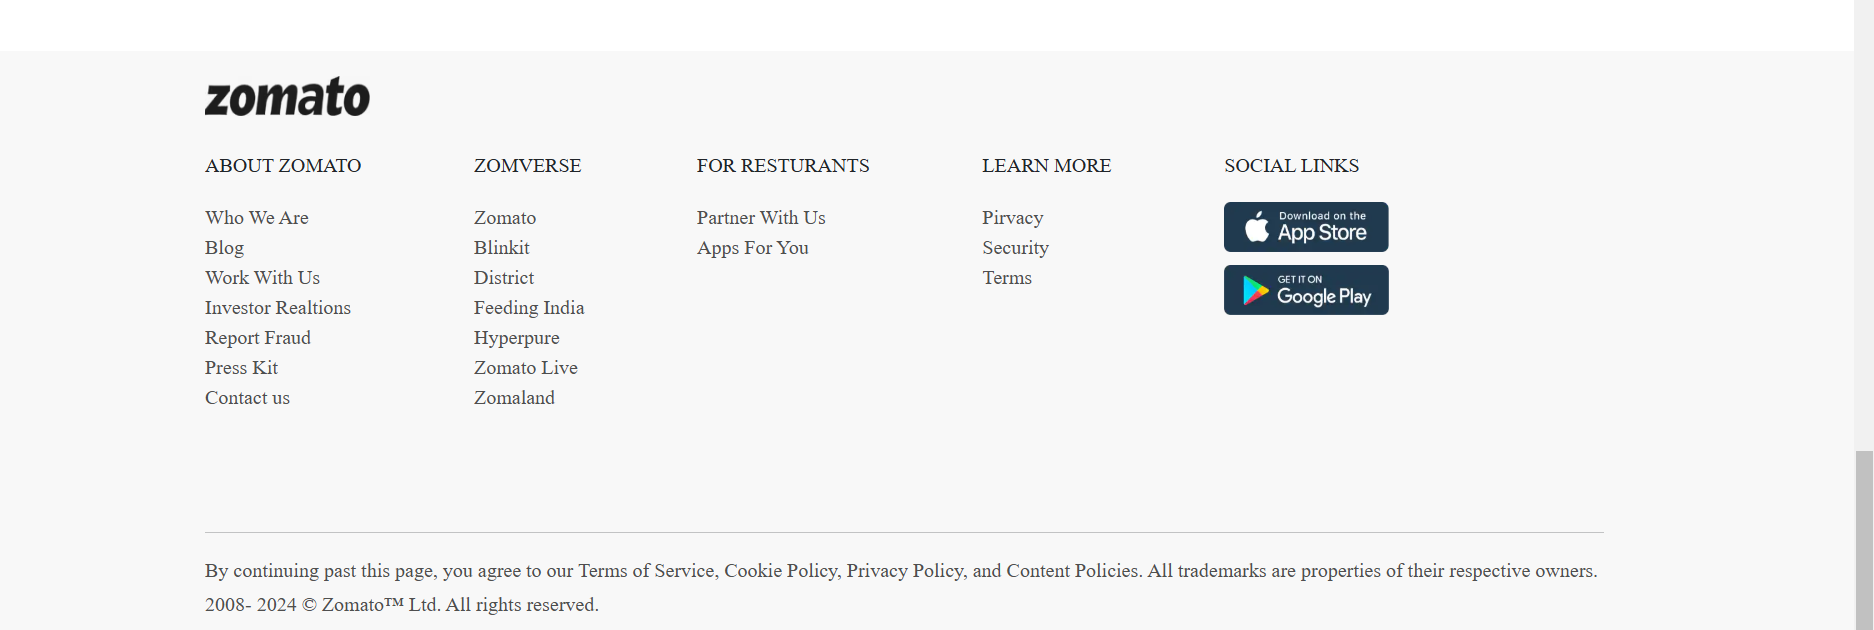 zomato
ABOUT ZOMATO
Who We Are
Blog
Work With Us
Investor Realtions
Report Fraud
Press Kit
Contact us
ZOMVERSE
Zomato
Blinkit
District
Feeding India
Hyperpure
Zomato Live
Zomaland
FOR RESTURANTS
Partner With Us
Apps For You
LEARN MORE
Pirvacy
Security
Terms
SOCIAL LINKS
Download on the
App Store
GET IT ON
Google Play
By continuing past this page, you agree to our Terms of Service, Cookie Policy, Privacy Policy, and Content Policies. All trademarks are properties of their respective owners.
2008- 2024 © Zomato™ Ltd. All rights reserved.